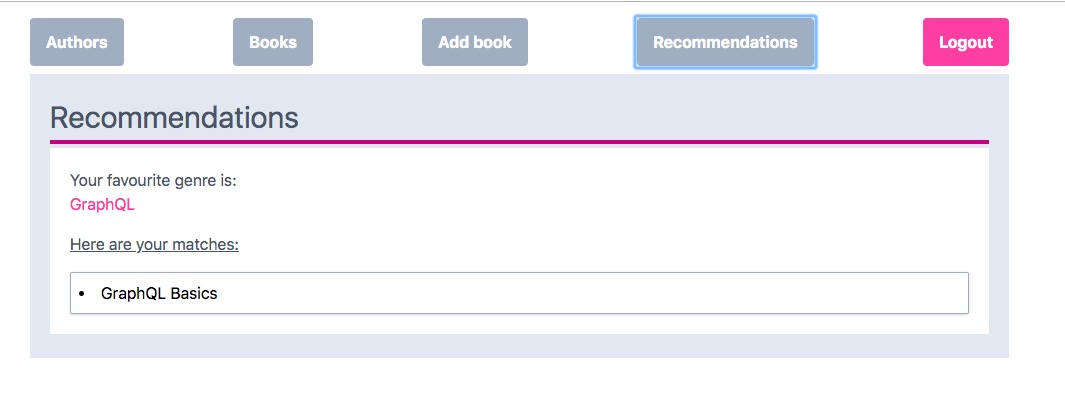 Authors Books Add book Recommendations Logout
Recommendations
Your favourite genre is:
GraphQL
Here are your matches:
• GraphQL Basics